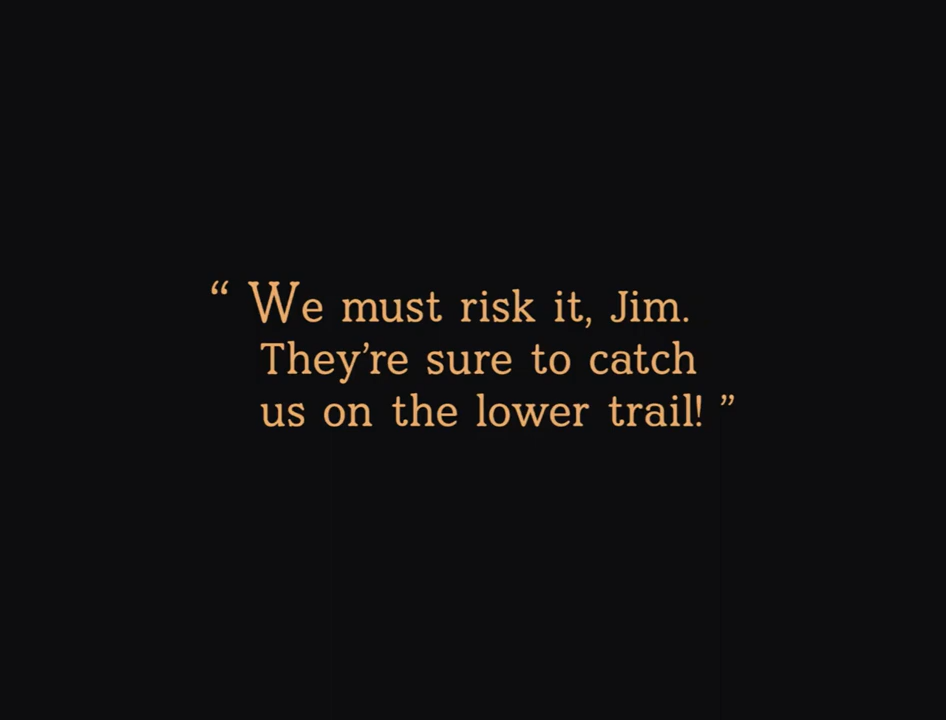 “ We must risk it, Jim.
They’re sure to catch
us on the lower trail! ”